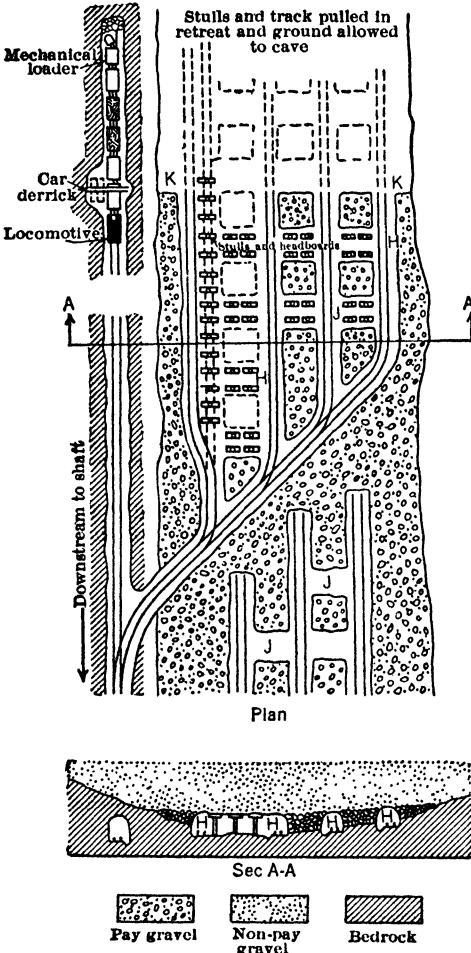 Stulls and track pulled in
retreat and ground allowed
to cave
Mechanical
loader
Car
derrick
Locomotive
K
K
H
Stulls and headboards
J
A
A
H
Downstream to shaft
J
J
Plan
H
H
H
H
Sec A-A
Pay gravel
Non-pay
gravel
Bedrock